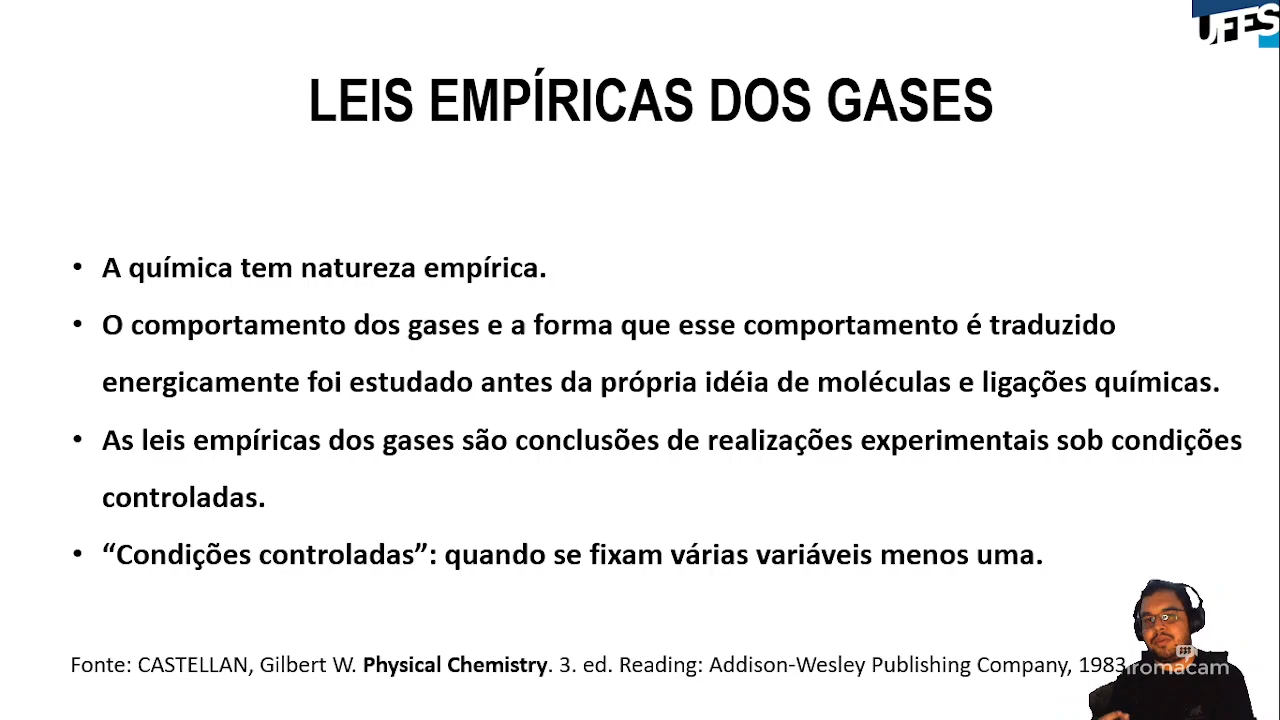 UFES
LEIS EMPÍRICAS DOS GASES
• A química tem natureza empírica.
• O comportamento dos gases e a forma que esse comportamento é traduzido
energicamente foi estudado antes da própria idéia de moléculas e ligações químicas.
• As leis empíricas dos gases são conclusões de realizações experimentais sob condições
controladas.
• “Condições controladas”: quando se fixam várias variáveis menos uma.
Fonte: CASTELLAN, Gilbert W. Physical Chemistry. 3. ed. Reading: Addison-Wesley Publishing Company, 1983